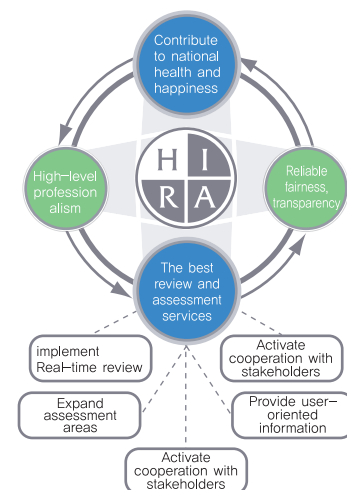 Contribute
to national
health and
happiness
High–level
profession
alism
H I
R A
Reliable
fairness,
transparency
The best
review and
assessment
services
implement
Real–time review
Activate
cooperation with
stakeholders
Expand
assessment
areas
Provide user–
oriented
information
Activate
cooperation with
stakeholders